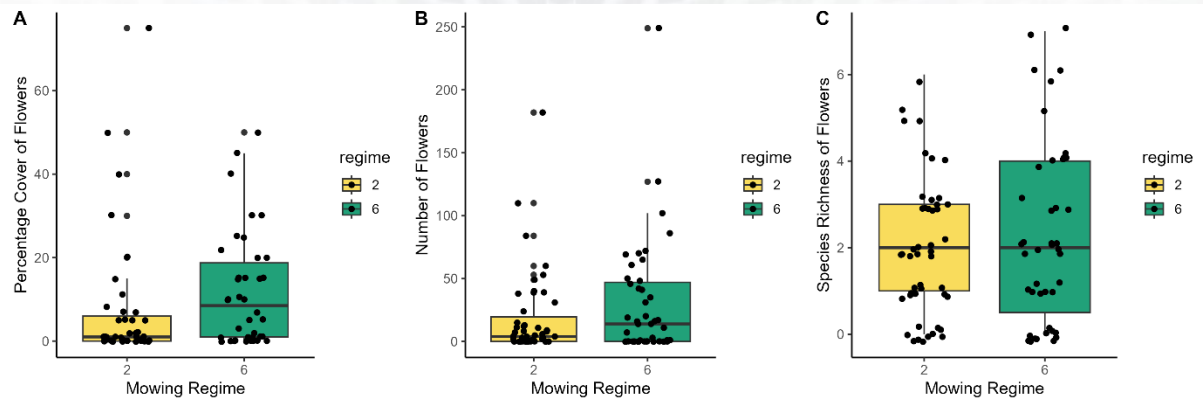 A
Percentage Cover of Flowers
60
40
20
0
2
6
Mowing Regime
regime
2
6
B
Number of Flowers
250
200
150
100
50
0
2
6
Mowing Regime
regime
2
6
C
Species Richness of Flowers
6
4
2
0
2
6
Mowing Regime
regime
2
6